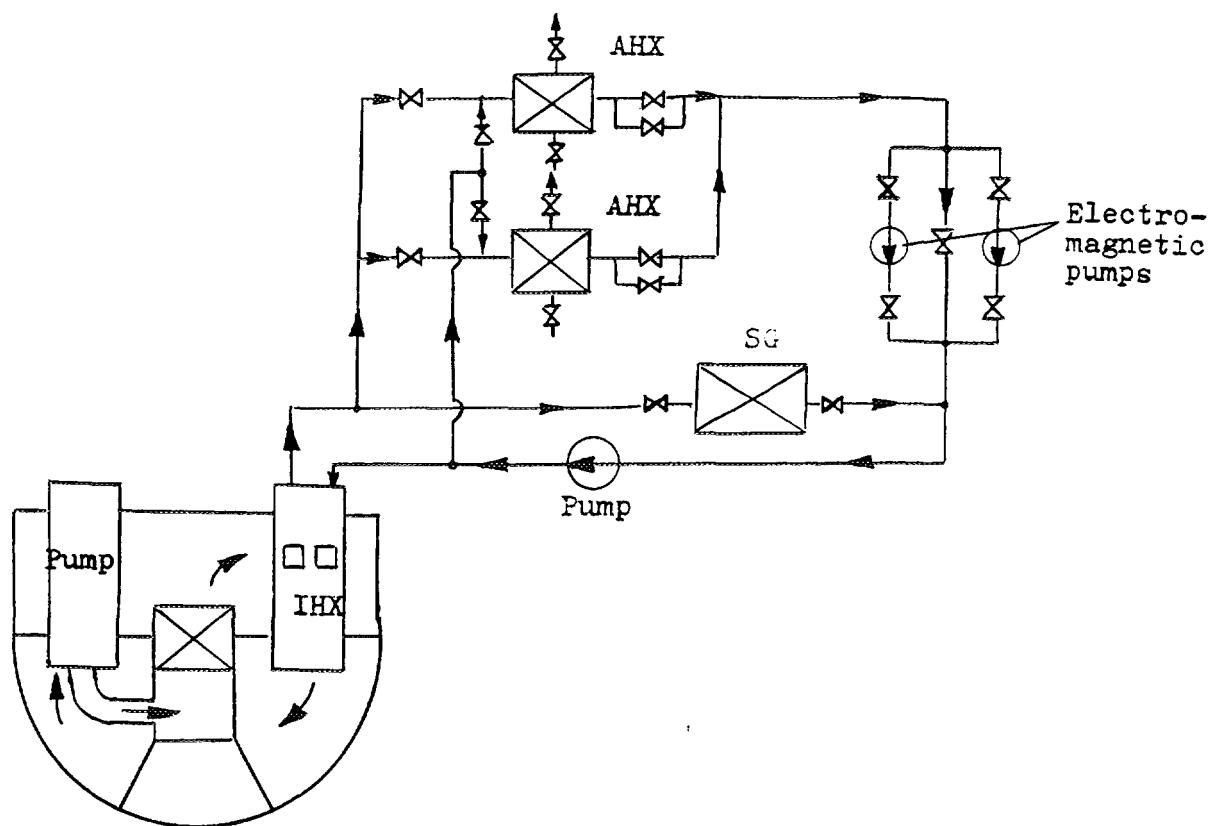 AHX
AHX
Electro-
magnetic
pumps
SG
Pump
Pump
IHX